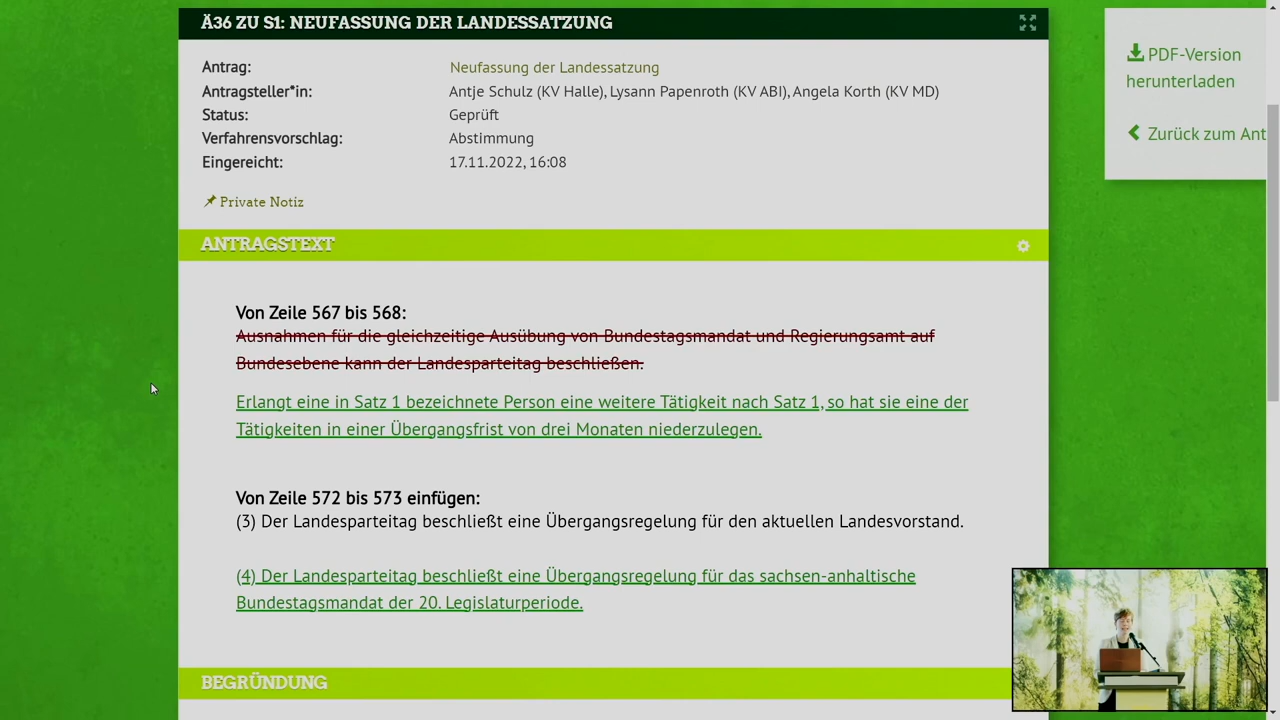 Ä36 ZU S1: NEUFASSUNG DER LANDESSATZUNG
Antrag: Neufassung der Landessatzung
Antragsteller*in: Antje Schulz (KV Halle), Lysann Papenroth (KV ABI), Angela Korth (KV MD)
Status: Geprüft
Verfahrensvorschlag: Abstimmung
Eingereicht: 17.11.2022, 16:08
Private Notiz
PDF-Version
herunterladen
Zurück zum Ant
ANTRAGSTEXT
Von Zeile 567 bis 568:
Ausnahmen für die gleichzeitige Ausübung von Bundestagsmandat und Regierungsamt auf
Bundesebene kann der Landesparteitag beschließen.
Erlangt eine in Satz 1 bezeichnete Person eine weitere Tätigkeit nach Satz 1, so hat sie eine der
Tätigkeiten in einer Übergangsfrist von drei Monaten niederzulegen.
Von Zeile 572 bis 573 einfügen:
(3) Der Landesparteitag beschließt eine Übergangsregelung für den aktuellen Landesvorstand.
(4) Der Landesparteitag beschließt eine Übergangsregelung für das sachsen-anhaltische
Bundestagsmandat der 20. Legislaturperiode.
BEGRÜNDUNG